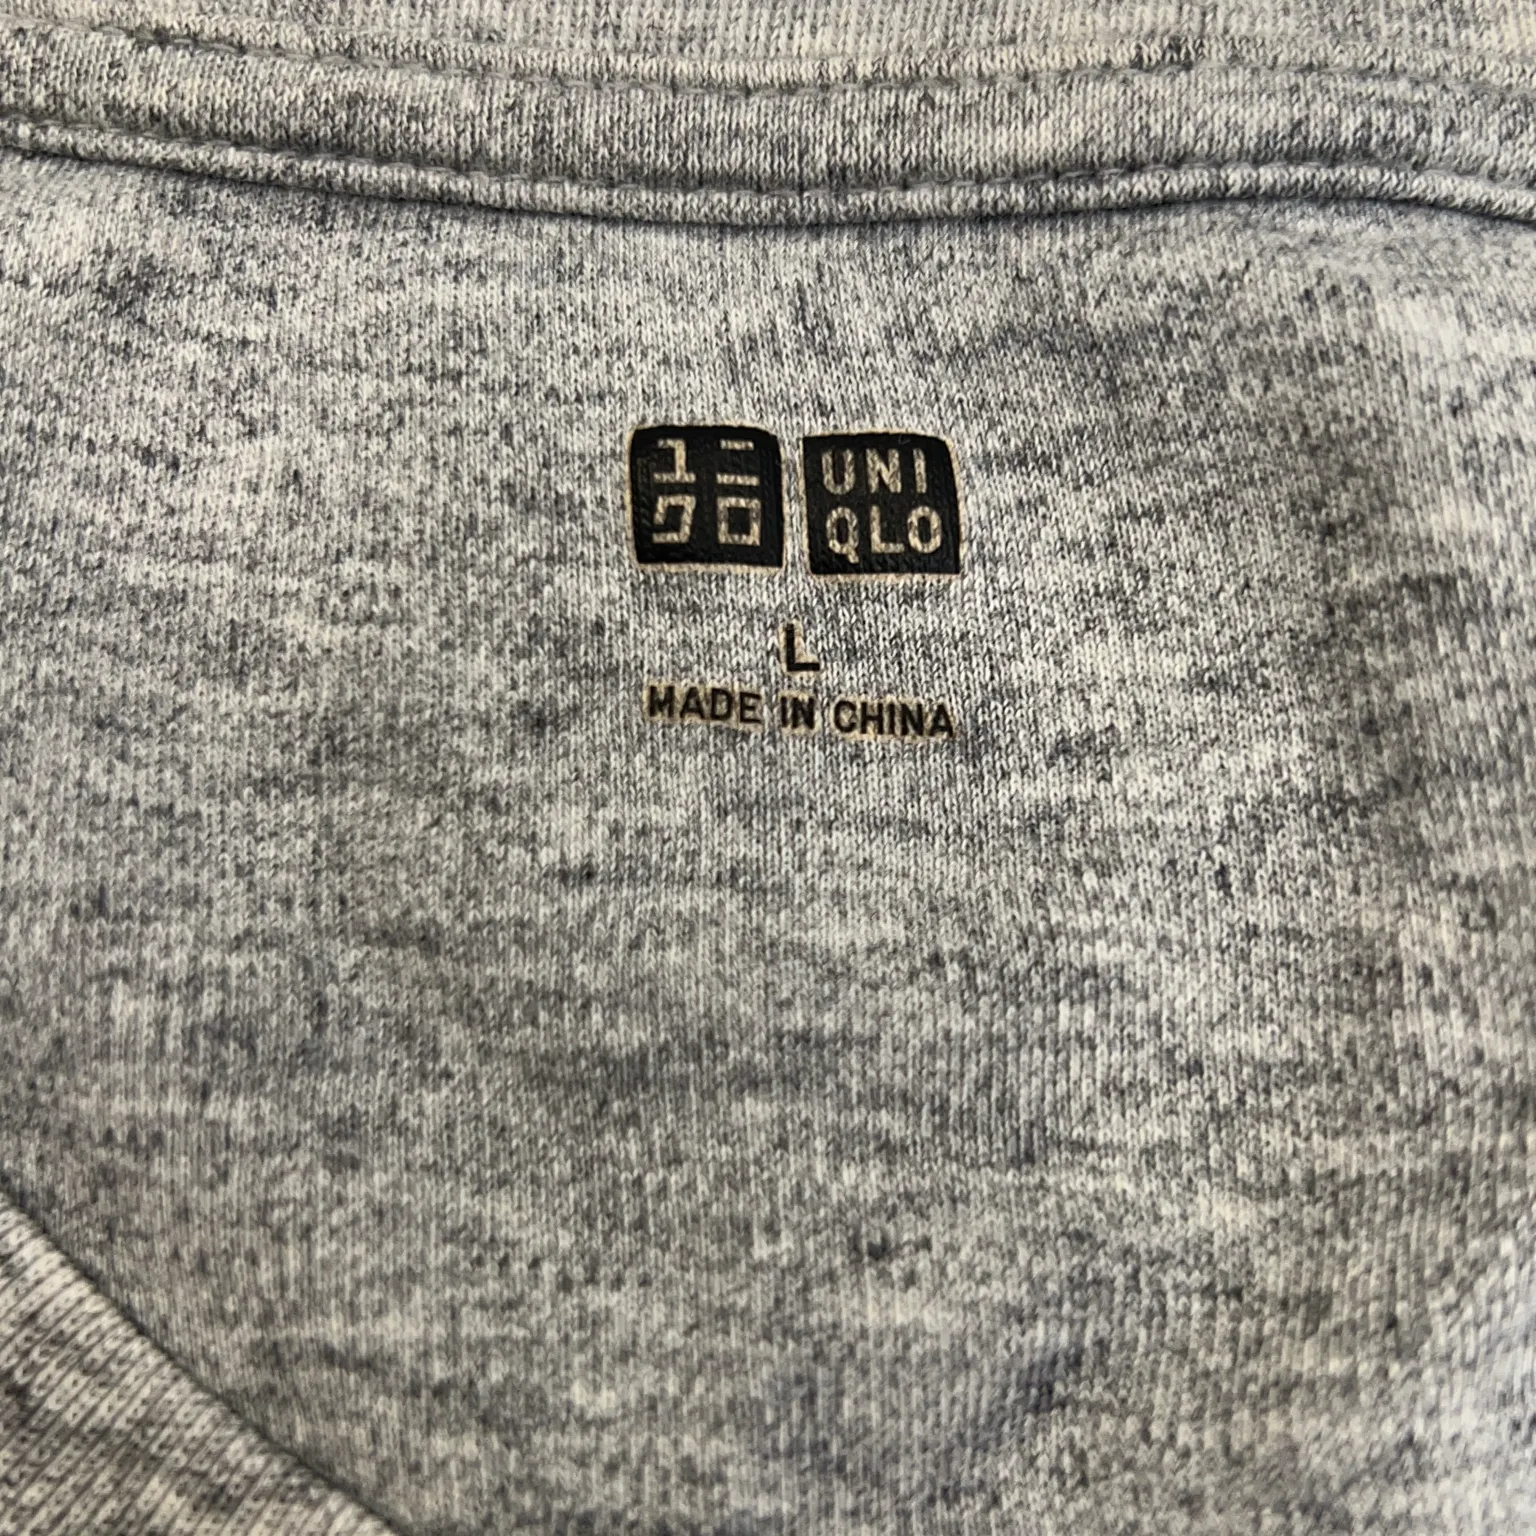 ユニ
クロ
UNI
QLO
L
MADE IN CHINA